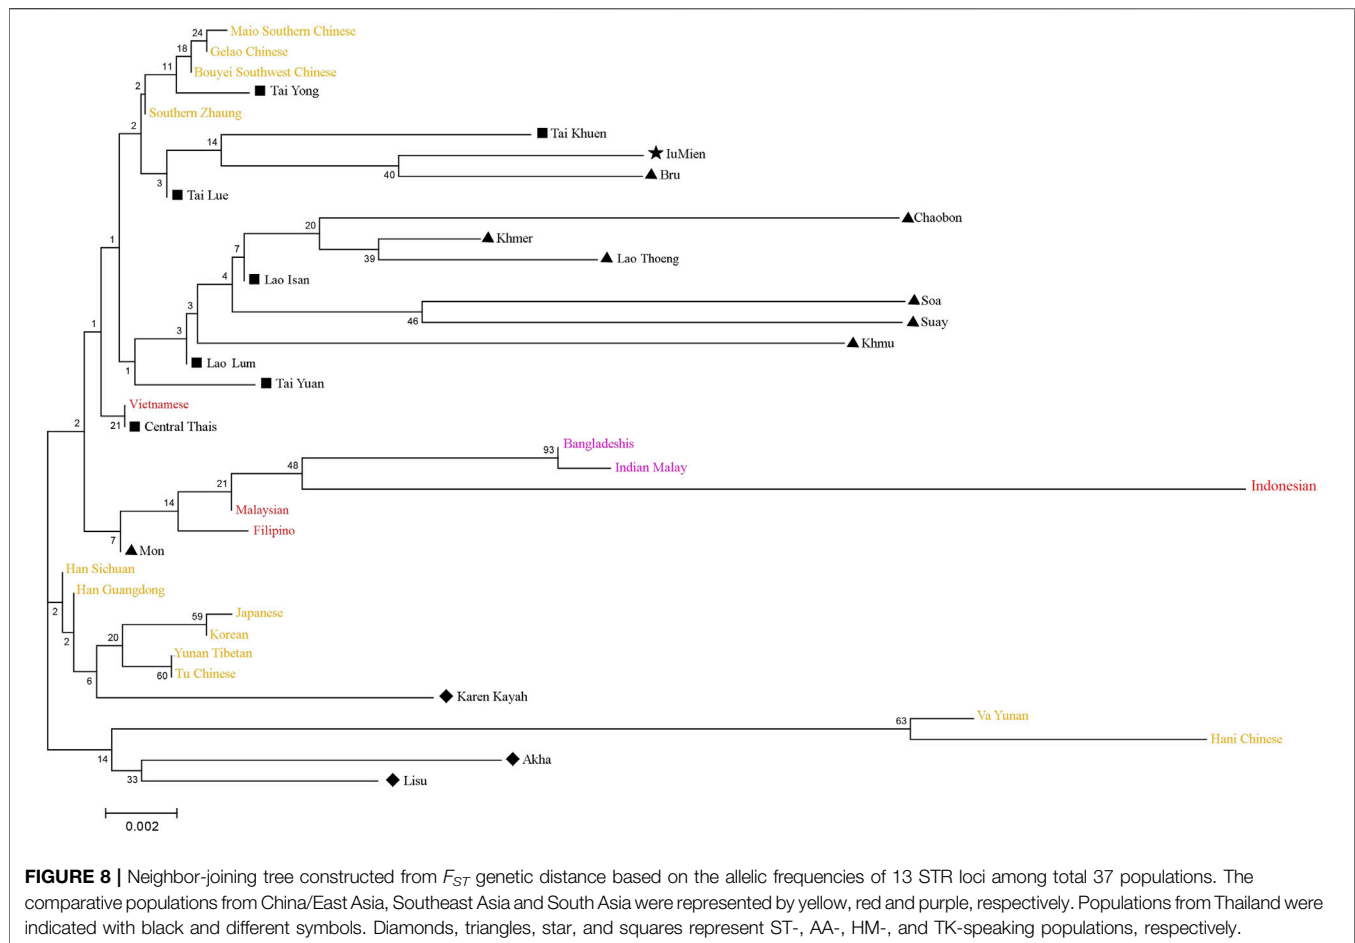 24
Maio Southern Chinese
18
Gelao Chinese
11
Bouyei Southwest Chinese
2
Tai Yong
Southern Zhaung
2
14
Tai Khuen
IuMien
40
Bru
3
Tai Lue
20
Chaobon
1
7
Khmer
39
Lao Thoeng
4
Lao Isan
3
Soa
46
Suay
1
3
Khmu
Lao Lum
1
Tai Yuan
2
Vietnamese
21
Central Thais
93
Bangladeshis
48
Indian Malay
21
Indonesian
14
Malaysian
Filipino
7
Mon
Han Sichuan
2
Han Guangdong
59
Japanese
2
20
Korean
Yunan Tibetan
60
Tu Chinese
6
Karen Kayah
63
Va Yunan
Hani Chinese
14
Akha
33
Lisu
0.002
FIGURE 8 | Neighbor-joining tree constructed from FST genetic distance based on the allelic frequencies of 13 STR loci among total 37 populations. The
comparative populations from China/East Asia, Southeast Asia and South Asia were represented by yellow, red and purple, respectively. Populations from Thailand were
indicated with black and different symbols. Diamonds, triangles, star, and squares represent ST-, AA-, HM-, and TK-speaking populations, respectively.